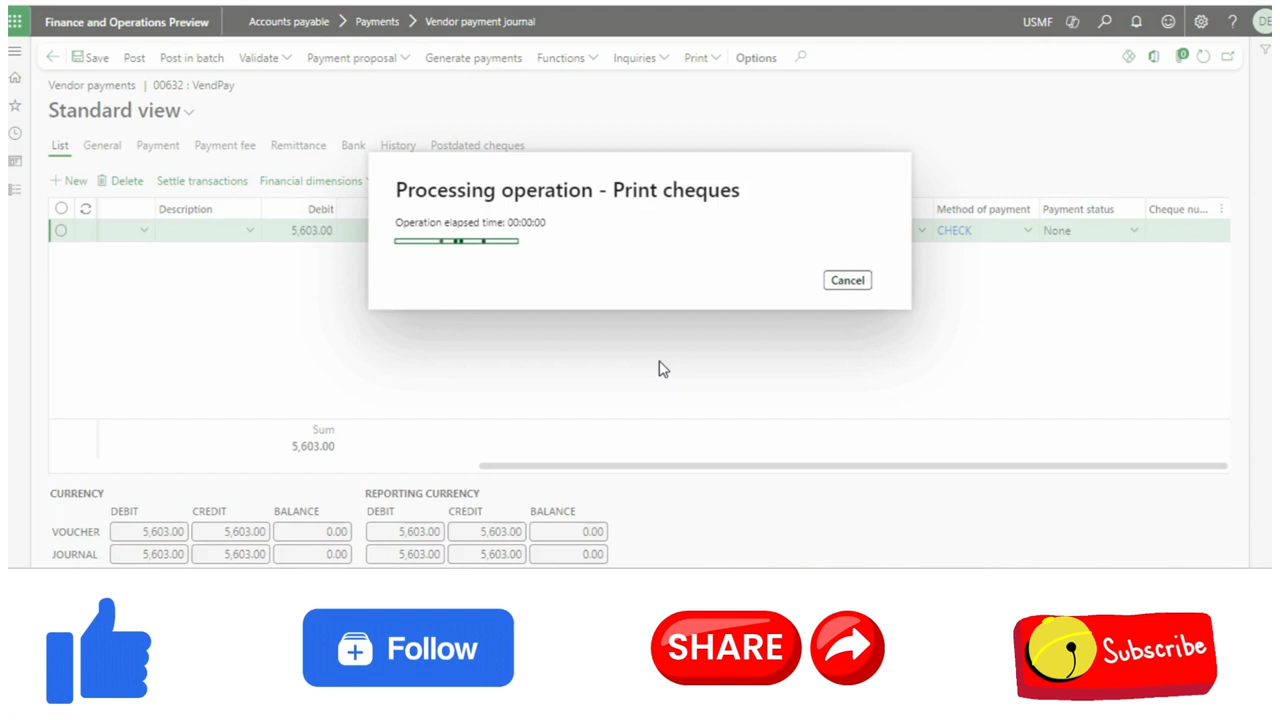 Finance and Operations Preview Accounts payable Payments Vendor payment journal USMF ? DE
Save Post Post in batch Validate Payment proposal Generate payments Functions Inquiries Print Options 0
Vendor payments | 00632 : VendPay
Standard view
List General Payment Payment fee Remittance Bank History Postdated cheques
Processing operation - Print cheques
New Delete Settle transactions Financial dimensions
Description Debit Method of payment Payment status Cheque nu...
Operation elapsed time: 00:00:00
5,603.00 CHECK None
Cancel
Sum
5,603.00
CURRENCY REPORTING CURRENCY
DEBIT CREDIT BALANCE DEBIT CREDIT BALANCE
VOUCHER 5,603.00 5,603.00 0.00 5,603.00 5,603.00 0.00
JOURNAL 5,603.00 5,603.00 0.00 5,603.00 5,603.00 0.00
Follow SHARE Subscribe